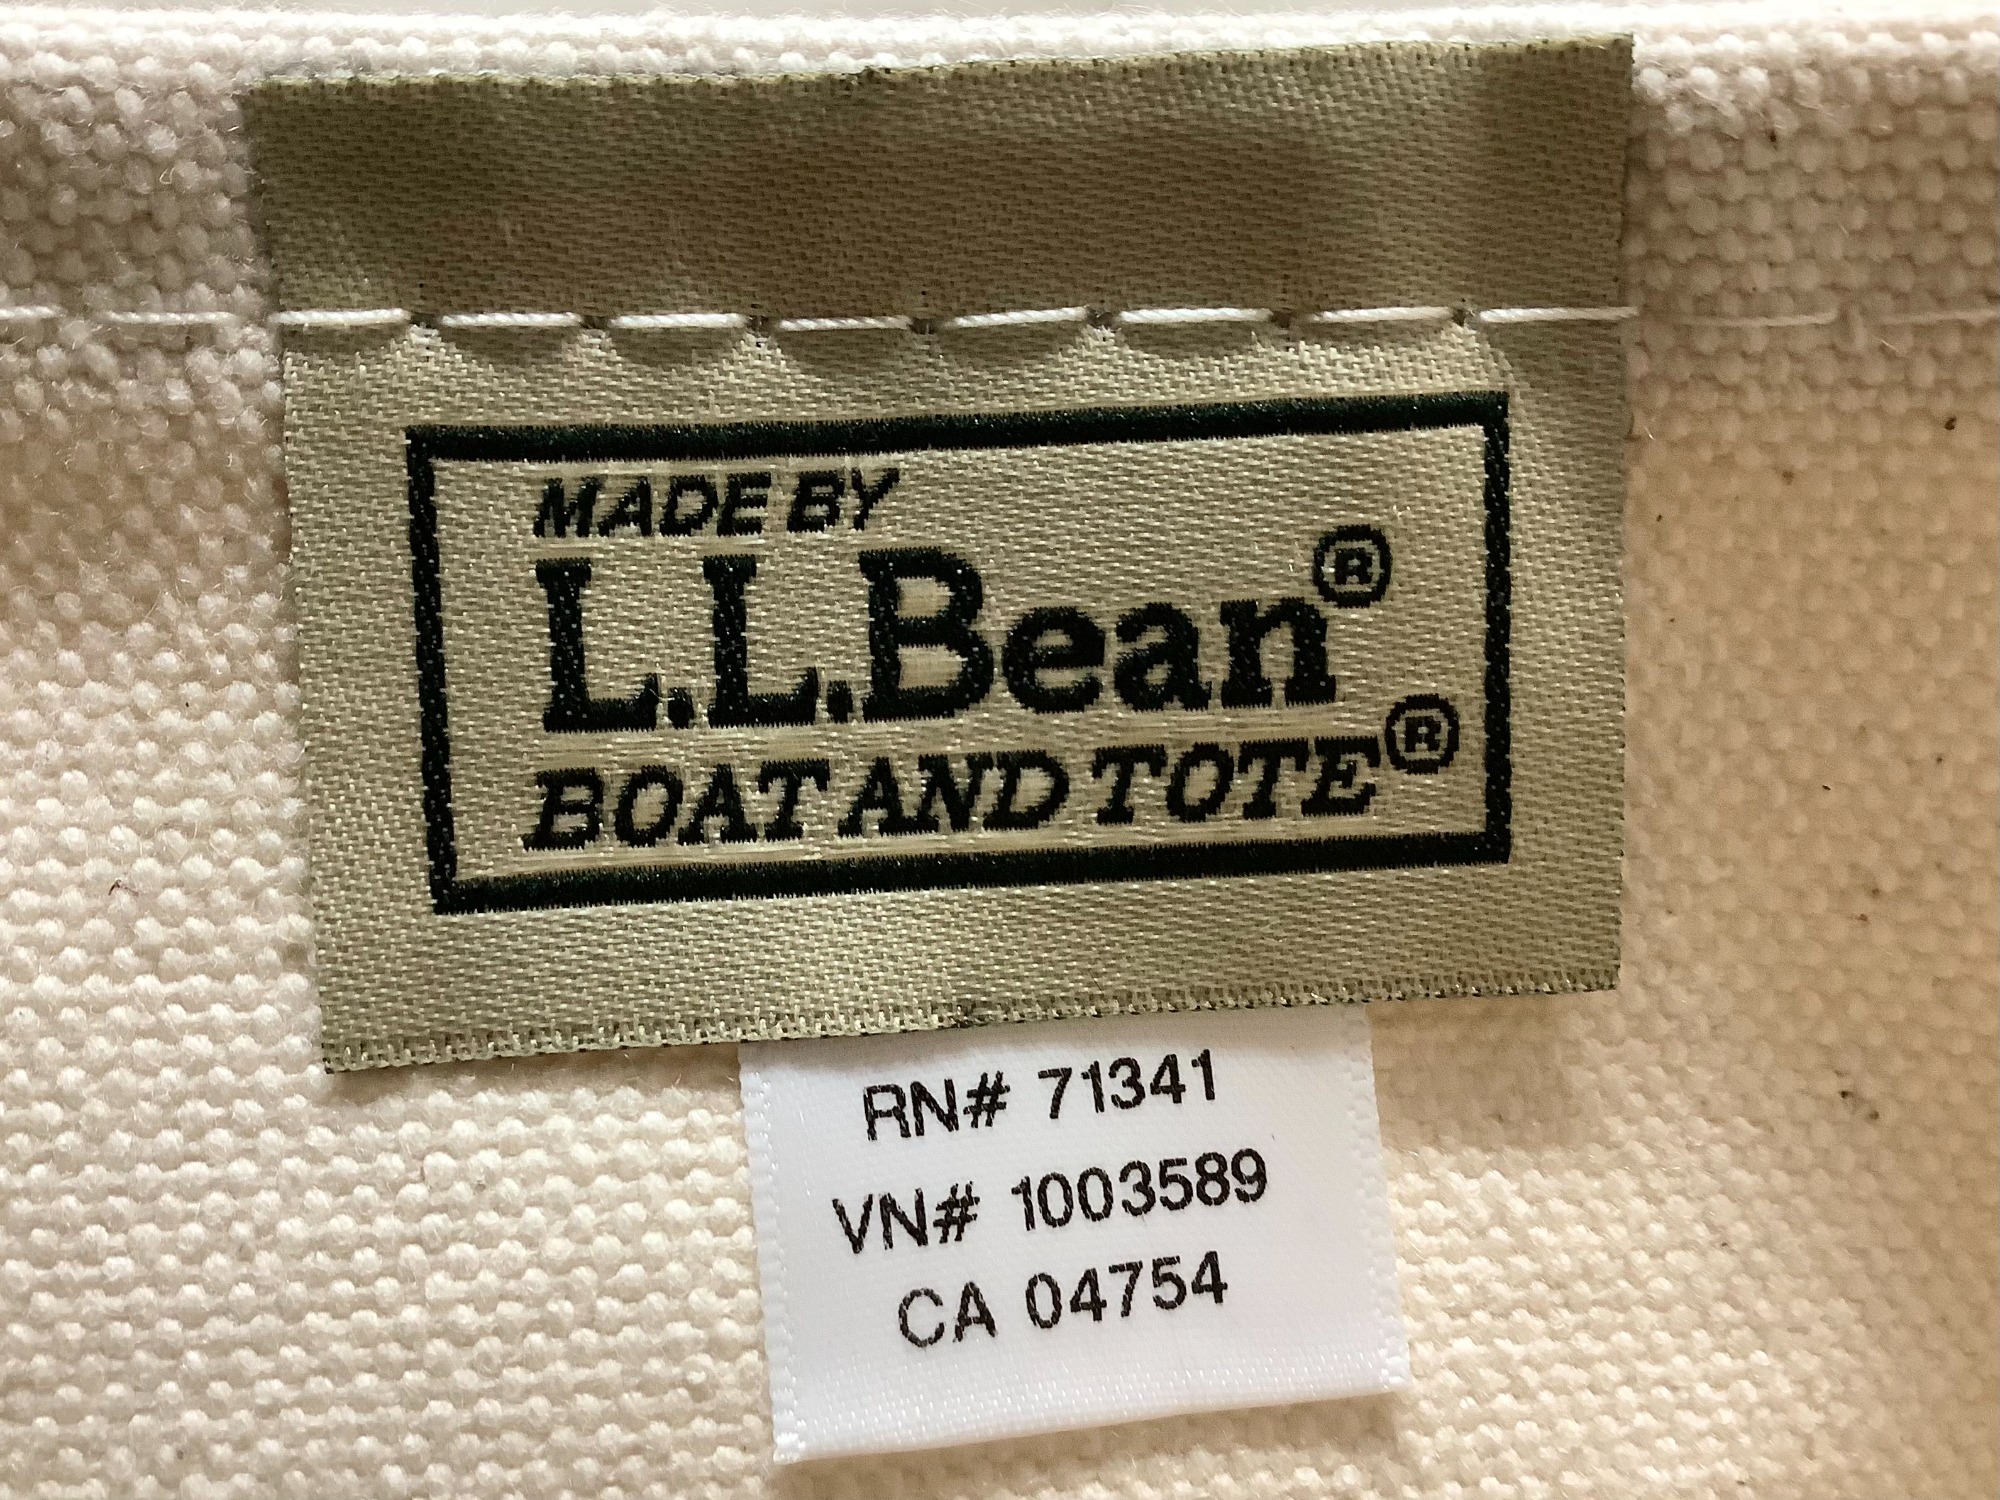 MADE BY
L.L.Bean®
BOAT AND TOTE®
RN# 71341
VN# 1003589
CA 04754